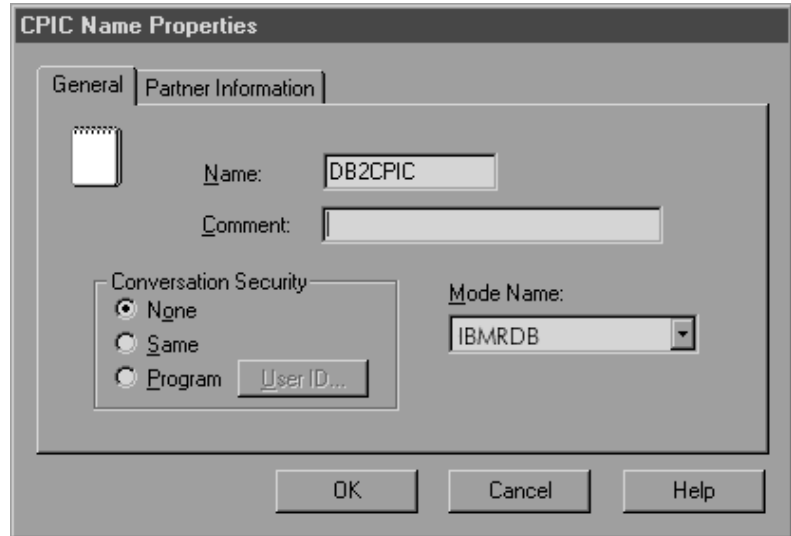 CPIC Name Properties
General Partner Information
Name: DB2CPIC
Comment:
Conversation Security
None
Same
Program User ID...
Mode Name:
IBMRDB
OK Cancel Help